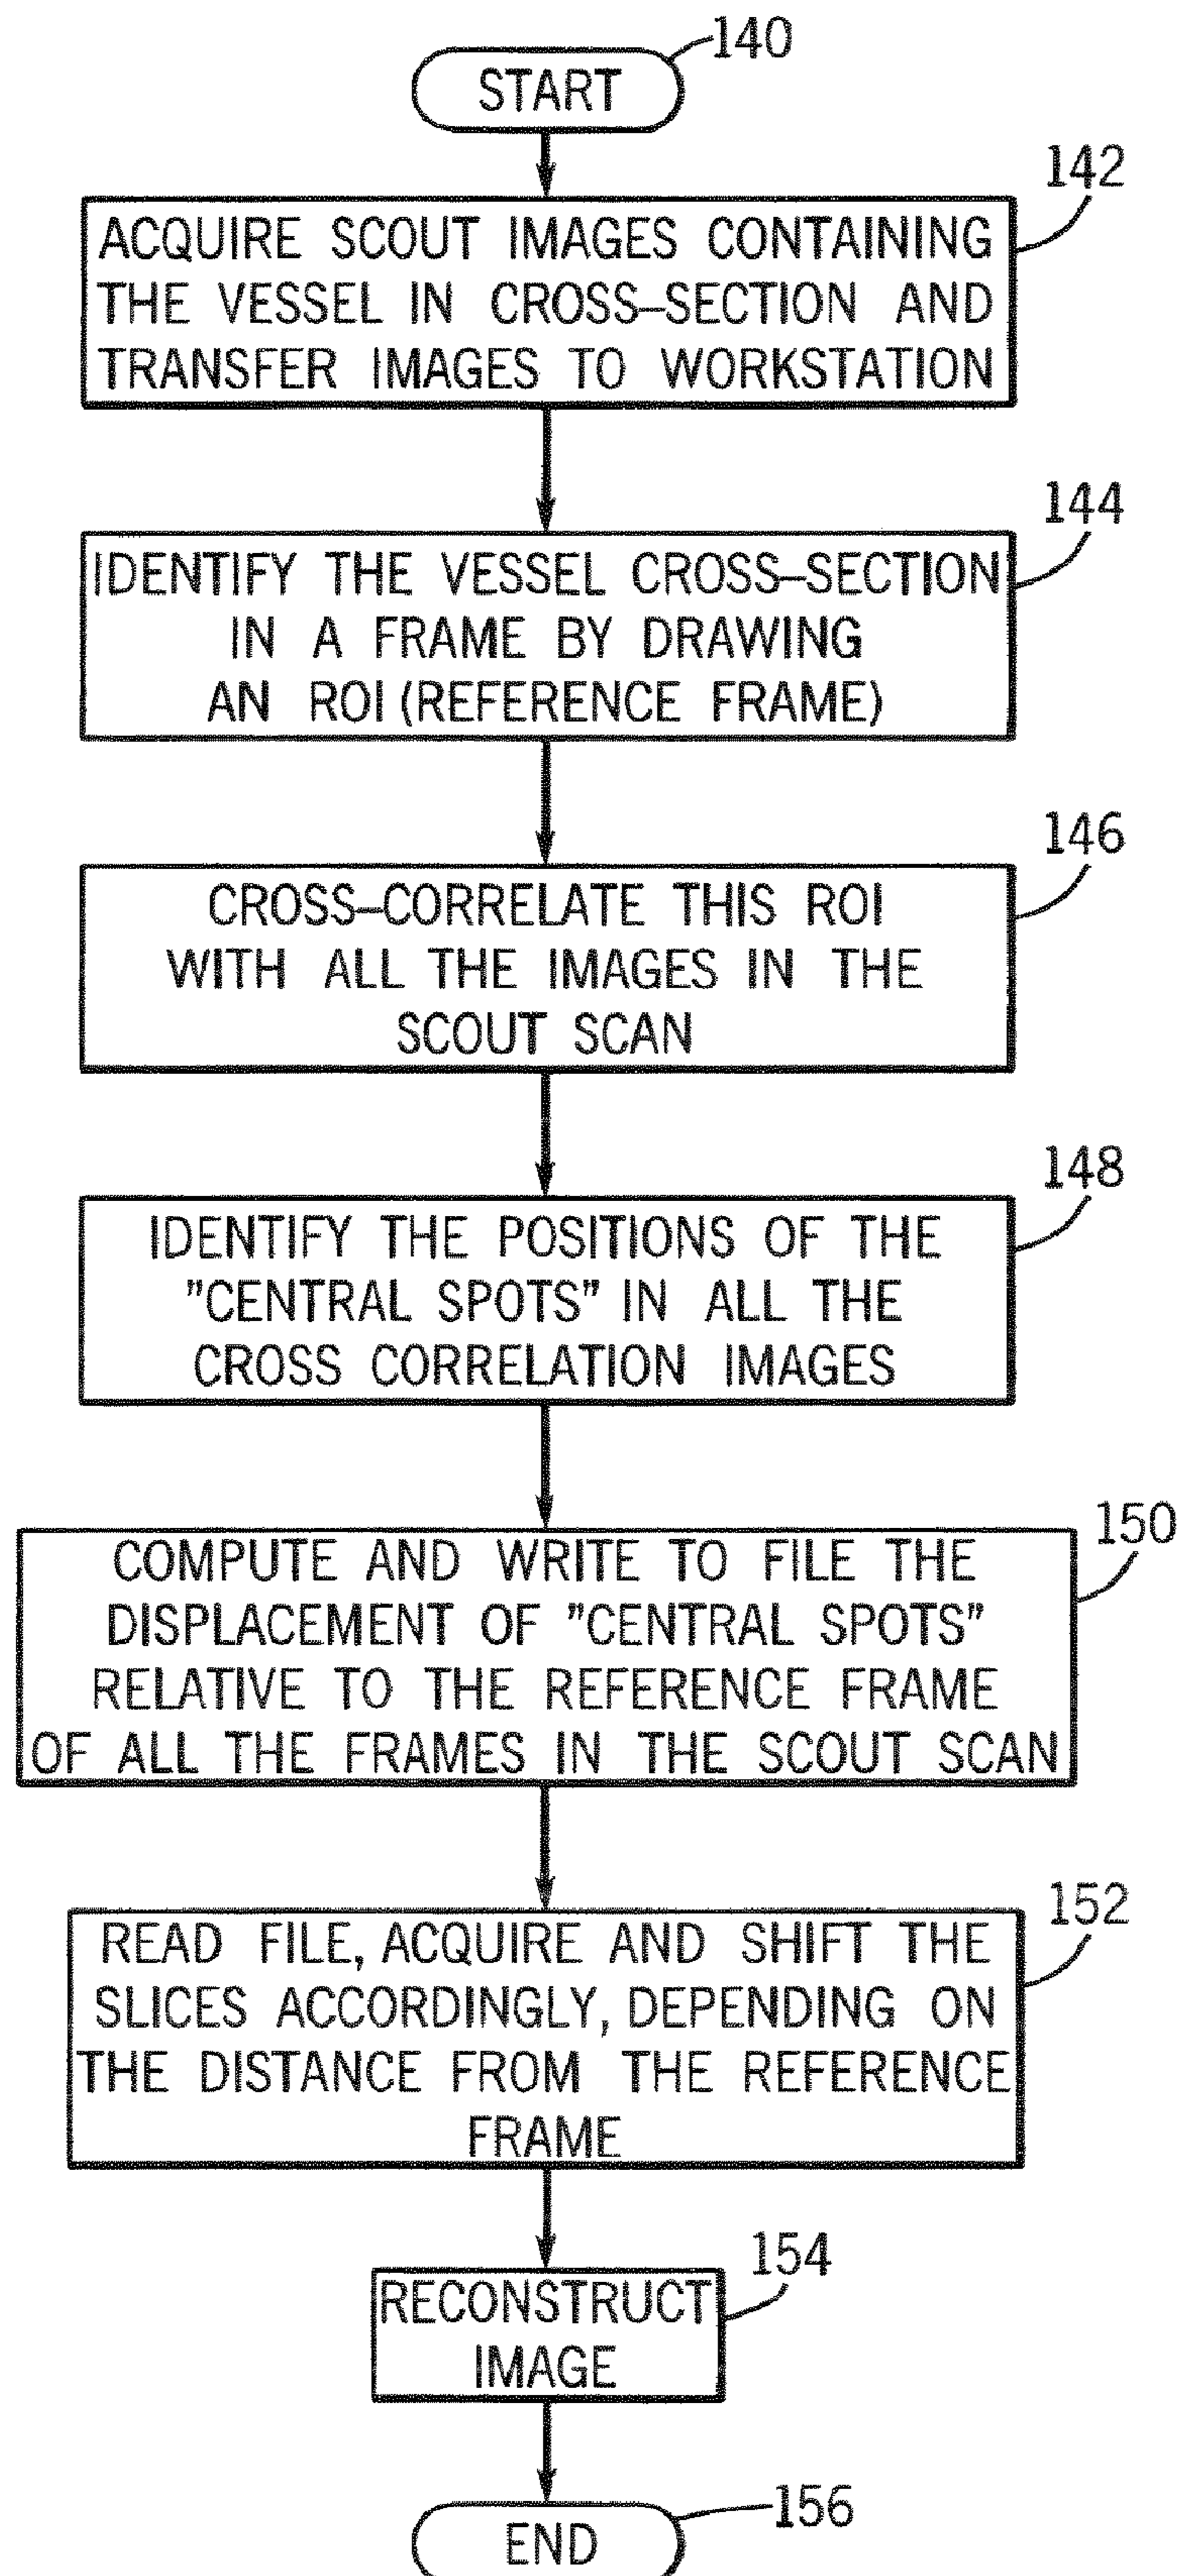 140
START
142
ACQUIRE SCOUT IMAGES CONTAINING
THE VESSEL IN CROSS–SECTION AND
TRANSFER IMAGES TO WORKSTATION
144
IDENTIFY THE VESSEL CROSS–SECTION
IN A FRAME BY DRAWING
AN ROI (REFERENCE FRAME)
146
CROSS–CORRELATE THIS ROI
WITH ALL THE IMAGES IN THE
SCOUT SCAN
148
IDENTIFY THE POSITIONS OF THE
"CENTRAL SPOTS" IN ALL THE
CROSS CORRELATION IMAGES
150
COMPUTE AND WRITE TO FILE THE
DISPLACEMENT OF "CENTRAL SPOTS"
RELATIVE TO THE REFERENCE FRAME
OF ALL THE FRAMES IN THE SCOUT SCAN
152
READ FILE, ACQUIRE AND SHIFT THE
SLICES ACCORDINGLY, DEPENDING ON
THE DISTANCE FROM THE REFERENCE
FRAME
154
RECONSTRUCT
IMAGE
156
END